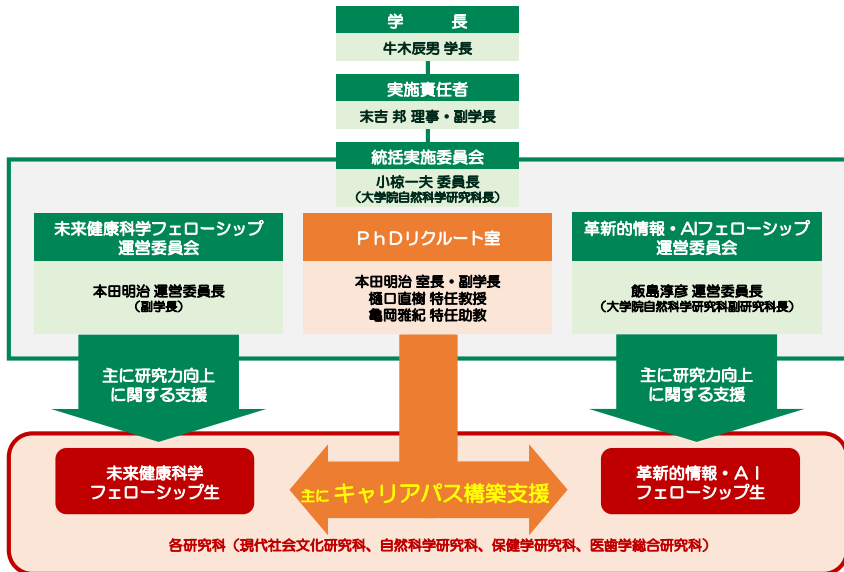 学　長
牛木辰男 学長
実施責任者
末吉 邦 理事・副学長
統括実施委員会
小椋一夫 委員長
（大学院自然科学研究科長）
未来健康科学フェローシップ
運営委員会
本田明治 運営委員長
（副学長）
ＰｈＤリクルート室
本田明治 室長・副学長
樋口直樹 特任教授
亀岡雅紀 特任助教
革新的情報・AIフェローシップ
運営委員会
飯島淳彦 運営委員長
（大学院自然科学研究科副研究科長）
主に研究力向上
に関する支援
主に研究力向上
に関する支援
未来健康科学
フェローシップ生
主に キャリアパス構築支援
革新的情報・ＡＩ
フェローシップ生
各研究科（現代社会文化研究科、自然科学研究科、保健学研究科、医歯学総合研究科）